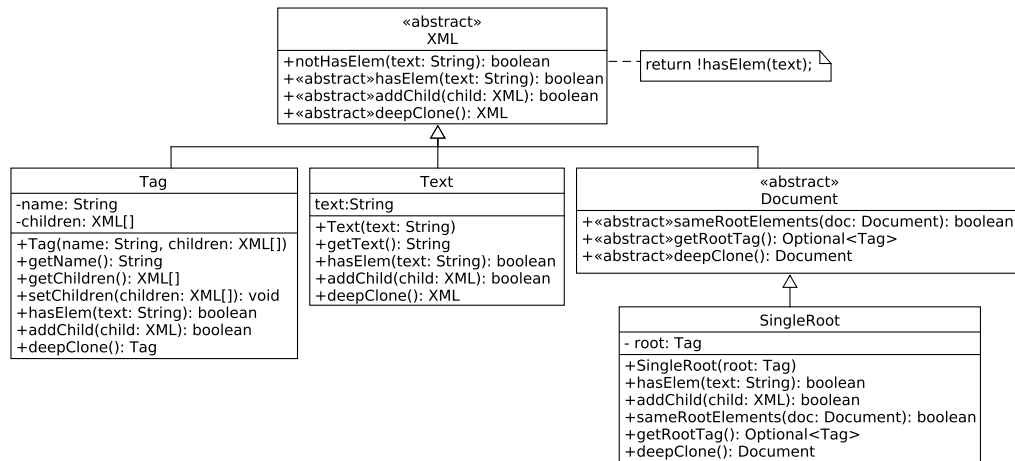 «abstract»
XML
+notHasElem(text: String): boolean
+«abstract»hasElem(text: String): boolean
+«abstract»addChild(child: XML): boolean
+«abstract»deepClone(): XML
return !hasElem(text);
Tag
-name: String
-children: XML[]
+Tag(name: String, children: XML[])
+getName(): String
+getChildren(): XML[]
+setChildren(children: XML[]): void
+hasElem(text: String): boolean
+addChild(child: XML): boolean
+deepClone(): Tag
Text
text:String
+Text(text: String)
+getText(): String
+hasElem(text: String): boolean
+addChild(child: XML): boolean
+deepClone(): XML
«abstract»
Document
+«abstract»sameRootElements(doc: Document): boolean
+«abstract»getRootTag(): Optional<Tag>
+«abstract»deepClone(): Document
SingleRoot
- root: Tag
+SingleRoot(root: Tag)
+hasElem(text: String): boolean
+addChild(child: XML): boolean
+sameRootElements(doc: Document): boolean
+getRootTag(): Optional<Tag>
+deepClone(): Document